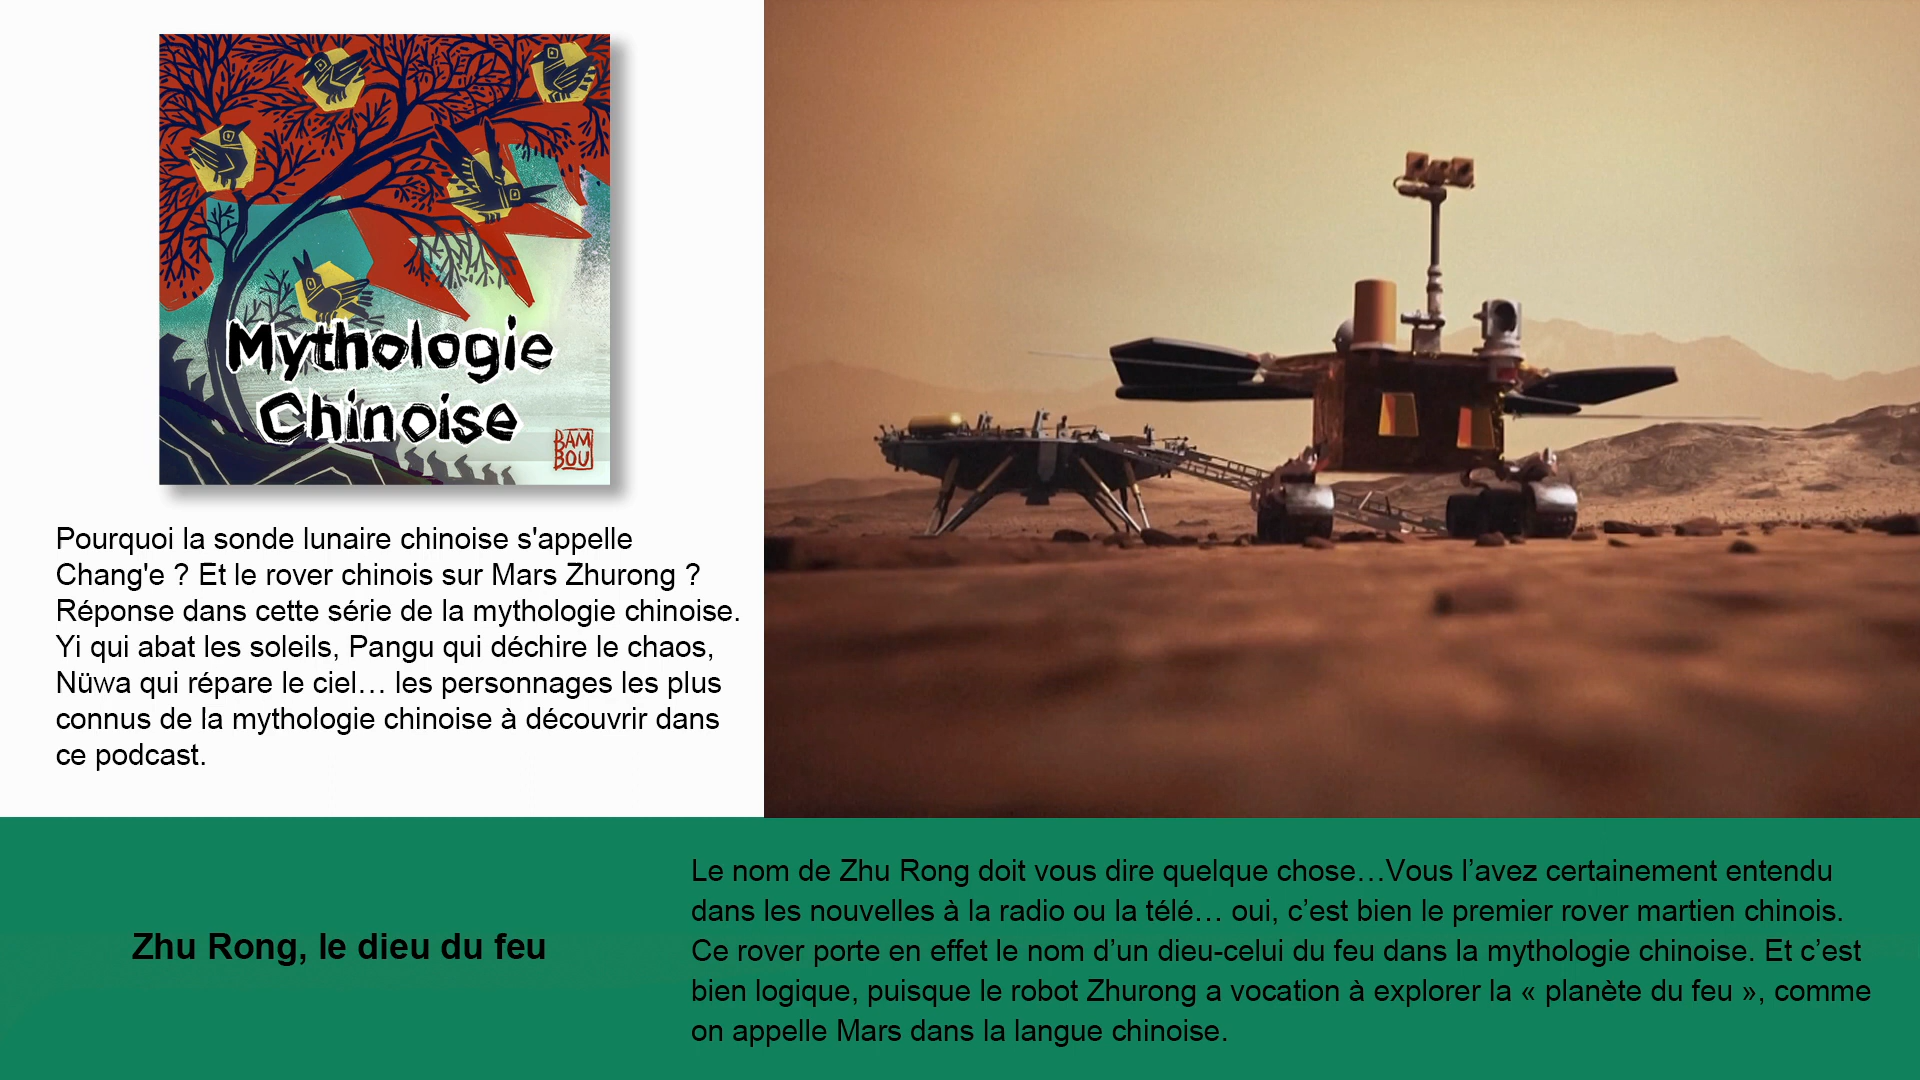 Mythologie
Chinoise
BAM
BOU
Pourquoi la sonde lunaire chinoise s'appelle
Chang'e ? Et le rover chinois sur Mars Zhurong ?
Réponse dans cette série de la mythologie chinoise.
Yi qui abat les soleils, Pangu qui déchire le chaos,
Nüwa qui répare le ciel… les personnages les plus
connus de la mythologie chinoise à découvrir dans
ce podcast.
Zhu Rong, le dieu du feu
Le nom de Zhu Rong doit vous dire quelque chose…Vous l’avez certainement entendu
dans les nouvelles à la radio ou la télé… oui, c’est bien le premier rover martien chinois.
Ce rover porte en effet le nom d’un dieu-celui du feu dans la mythologie chinoise. Et c’est
bien logique, puisque le robot Zhurong a vocation à explorer la « planète du feu », comme
on appelle Mars dans la langue chinoise.